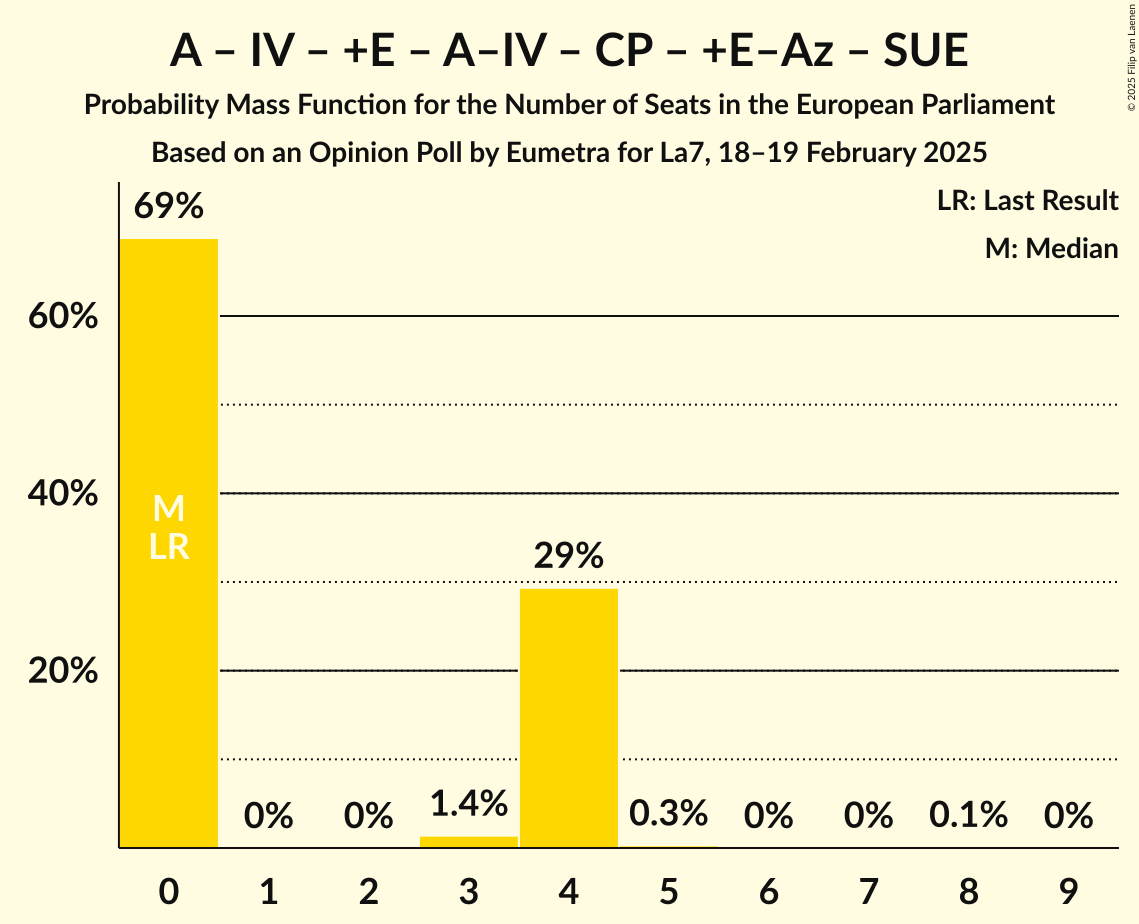 A – IV – +E – A–IV – CP – +E–Az – SUE
Probability Mass Function for the Number of Seats in the European Parliament
Based on an Opinion Poll by Eumetra for La7, 18–19 February 2025
© 2025 Filip van Laenen
LR: Last Result
M: Median
69%
60%
40%
20%
M
LR
0%
0%
1.4%
29%
0.3%
0%
0%
0.1%
0%
0 1 2 3 4 5 6 7 8 9